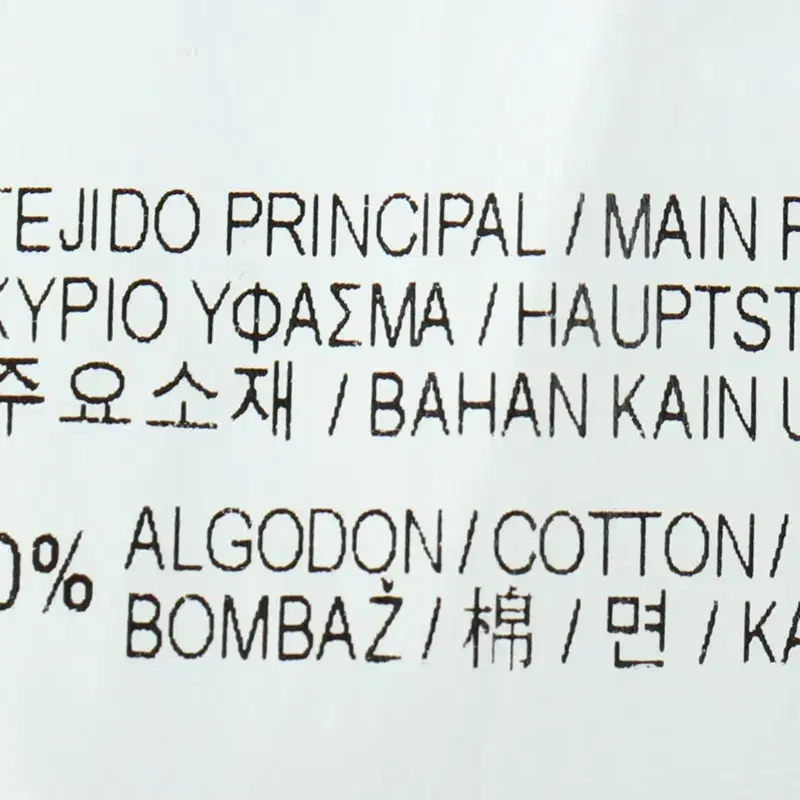 TEJIDO PRINCIPAL / MAIN
ΚΥΡΙΟ ΥΦΑΣΜΑ / HAUPTST
주요소재 / BAHAN KAIN U
0% ALGODON / COTTON /
BOMBAŽ / 棉 / 면 / KA